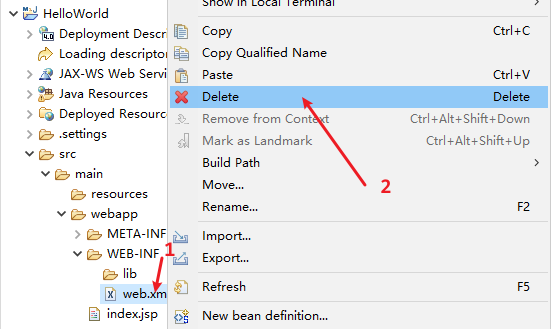 HelloWorld
Deployment Descr
Loading descriptor
JAX-WS Web Servi
Java Resources
Deployed Resource
.settings
src
main
resources
webapp
META-INF
WEB-INF
lib
web.xm
index.jsp
1
Show In Local Terminal
Copy Ctrl+C
Copy Qualified Name
Paste Ctrl+V
Delete Delete
Remove from Context Ctrl+Alt+Shift+Down
Mark as Landmark Ctrl+Alt+Shift+Up
Build Path
Move...
Rename... F2
Import...
Export...
Refresh F5
New bean definition...
2